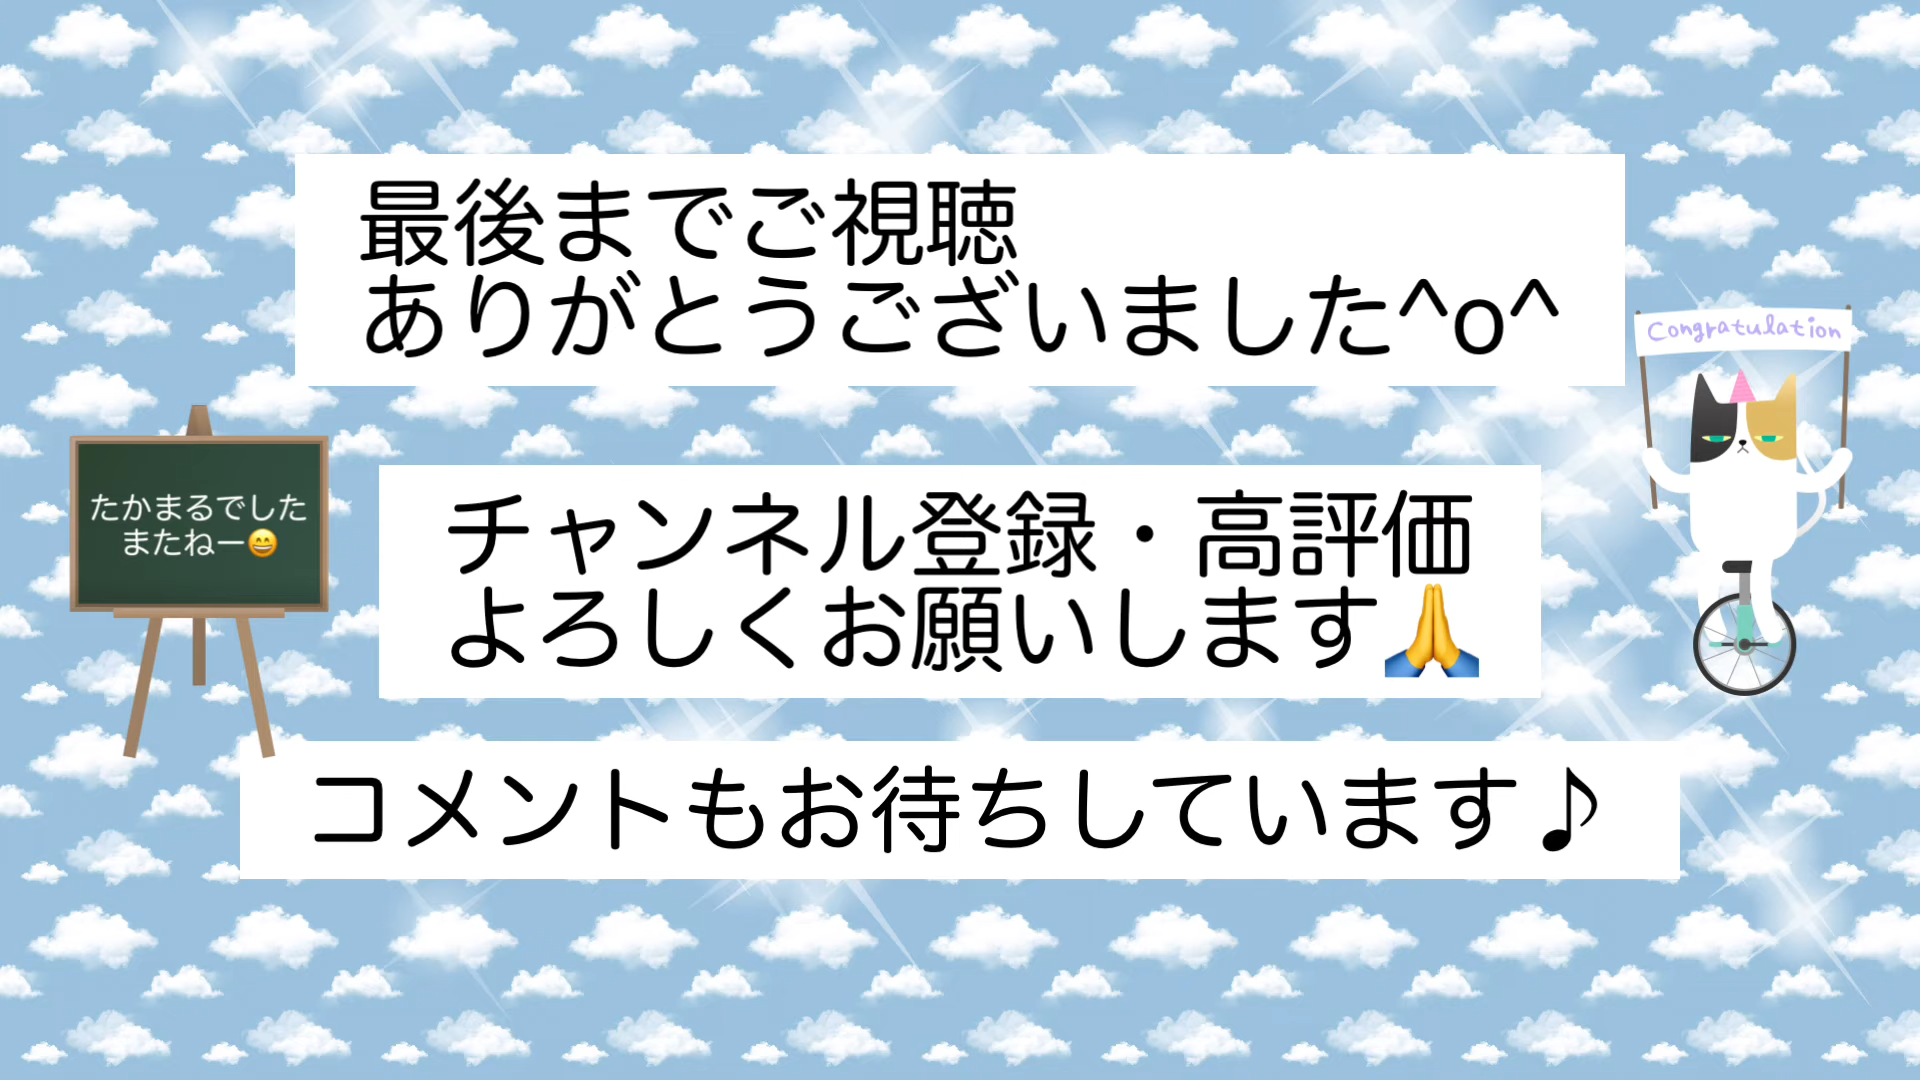 最後までご視聴
ありがとうございました^o^
Congratulation
たかまるでした
またねー😄
チャンネル登録・高評価
よろしくお願いします🙏
コメントもお待ちしています♪